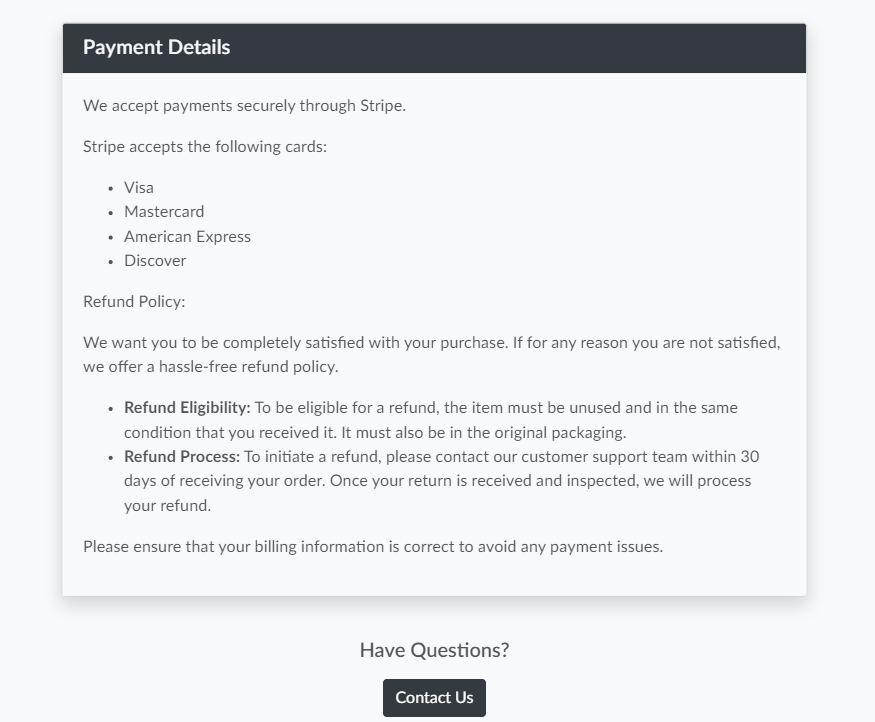 Payment Details
We accept payments securely through Stripe.
Stripe accepts the following cards:
• Visa
• Mastercard
• American Express
• Discover
Refund Policy:
We want you to be completely satisfied with your purchase. If for any reason you are not satisfied,
we offer a hassle-free refund policy.
• Refund Eligibility: To be eligible for a refund, the item must be unused and in the same
condition that you received it. It must also be in the original packaging.
• Refund Process: To initiate a refund, please contact our customer support team within 30
days of receiving your order. Once your return is received and inspected, we will process
your refund.
Please ensure that your billing information is correct to avoid any payment issues.
Have Questions?
Contact Us